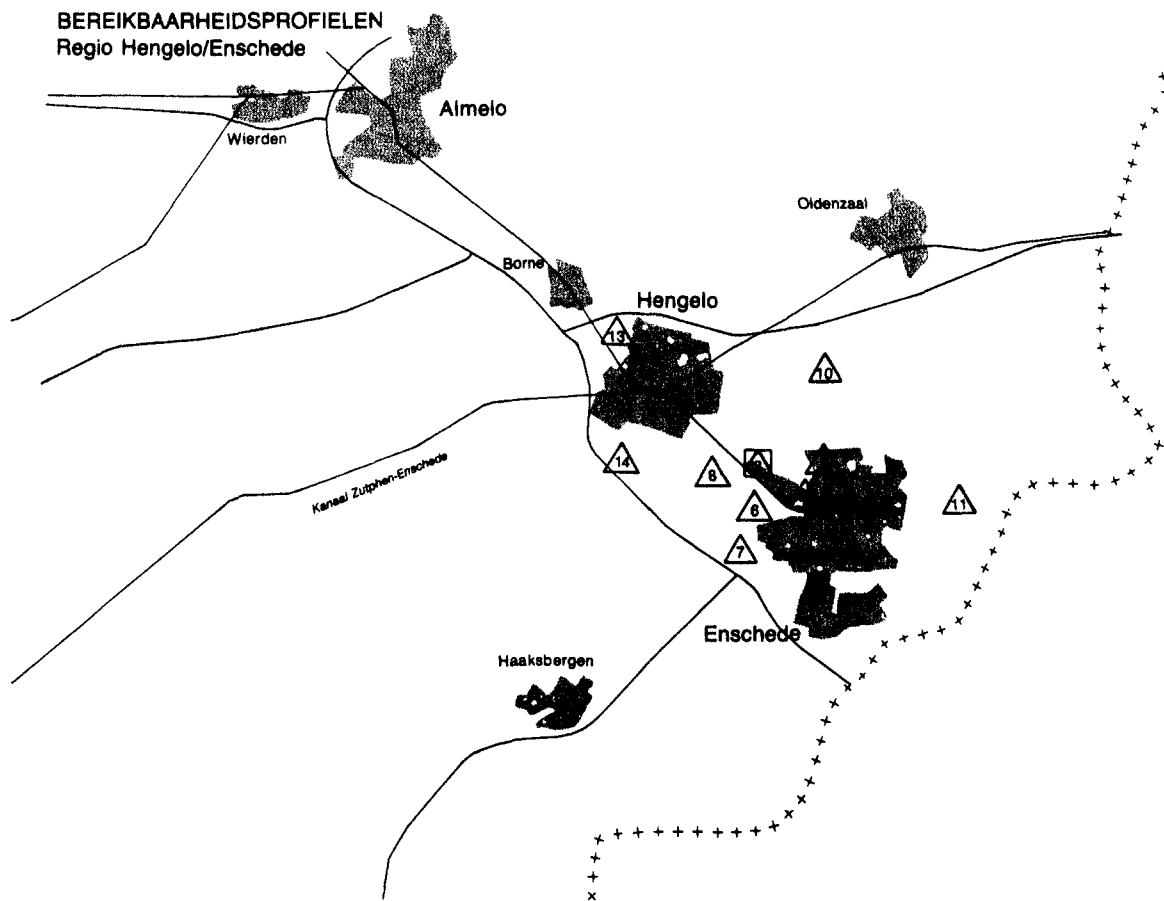 BEREIKBAARHEIDSPROFIELEN
Regio Hengelo/Enschede
Almelo
Wierden
Oldenzaal
Borne
Hengelo
13
10
Kanaal Zutphen-Enschede
14
8
6
11
7
Enschede
Haaksbergen